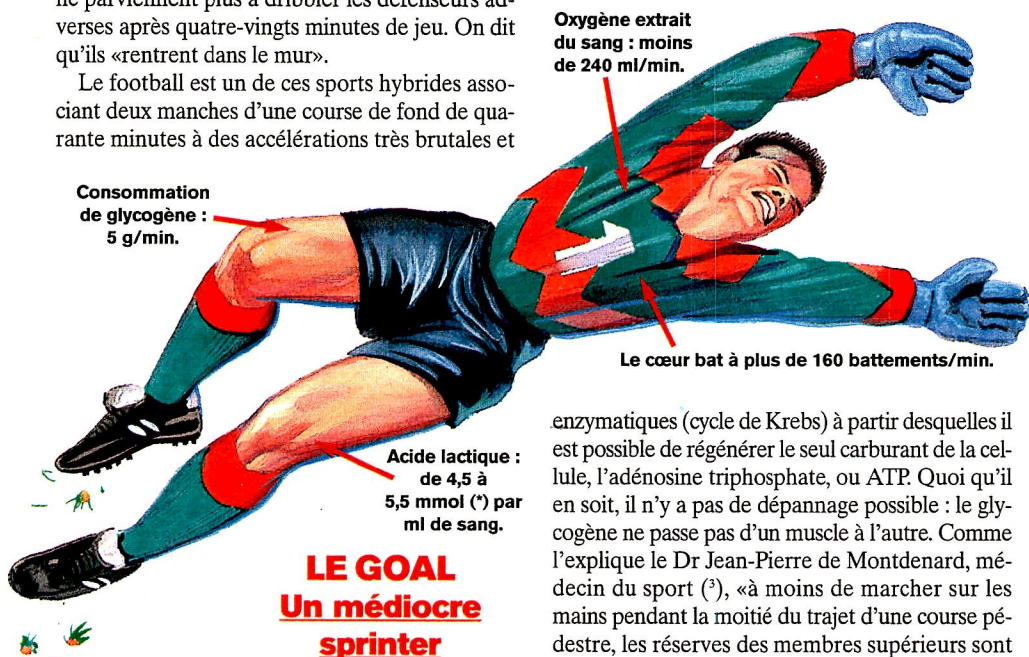 ne parviennent plus à dribbler les défenseurs ad-
verses après quatre-vingts minutes de jeu. On dit
qu'ils «rentrent dans le mur».
Le football est un de ces sports hybrides asso-
ciant deux manches d'une course de fond de qua-
rante minutes à des accélérations très brutales et
Oxygène extrait
du sang : moins
de 240 ml/min.
Consommation
de glycogène :
5 g/min.
1
Le cœur bat à plus de 160 battements/min.
Acide lactique :
de 4,5 à
5,5 mmol (*) par
ml de sang.
LE GOAL
Un médiocre
sprinter
enzymatiques (cycle de Krebs) à partir desquelles il
est possible de régénérer le seul carburant de la cel-
lule, l'adénosine triphosphate, ou ATP. Quoi qu'il
en soit, il n'y a pas de dépannage possible : le gly-
cogène ne passe pas d'un muscle à l'autre. Comme
l'explique le Dr Jean-Pierre de Montdenard, mé-
decin du sport (³), «à moins de marcher sur les
mains pendant la moitié du trajet d'une course pé-
destre, les réserves des membres supérieurs sont